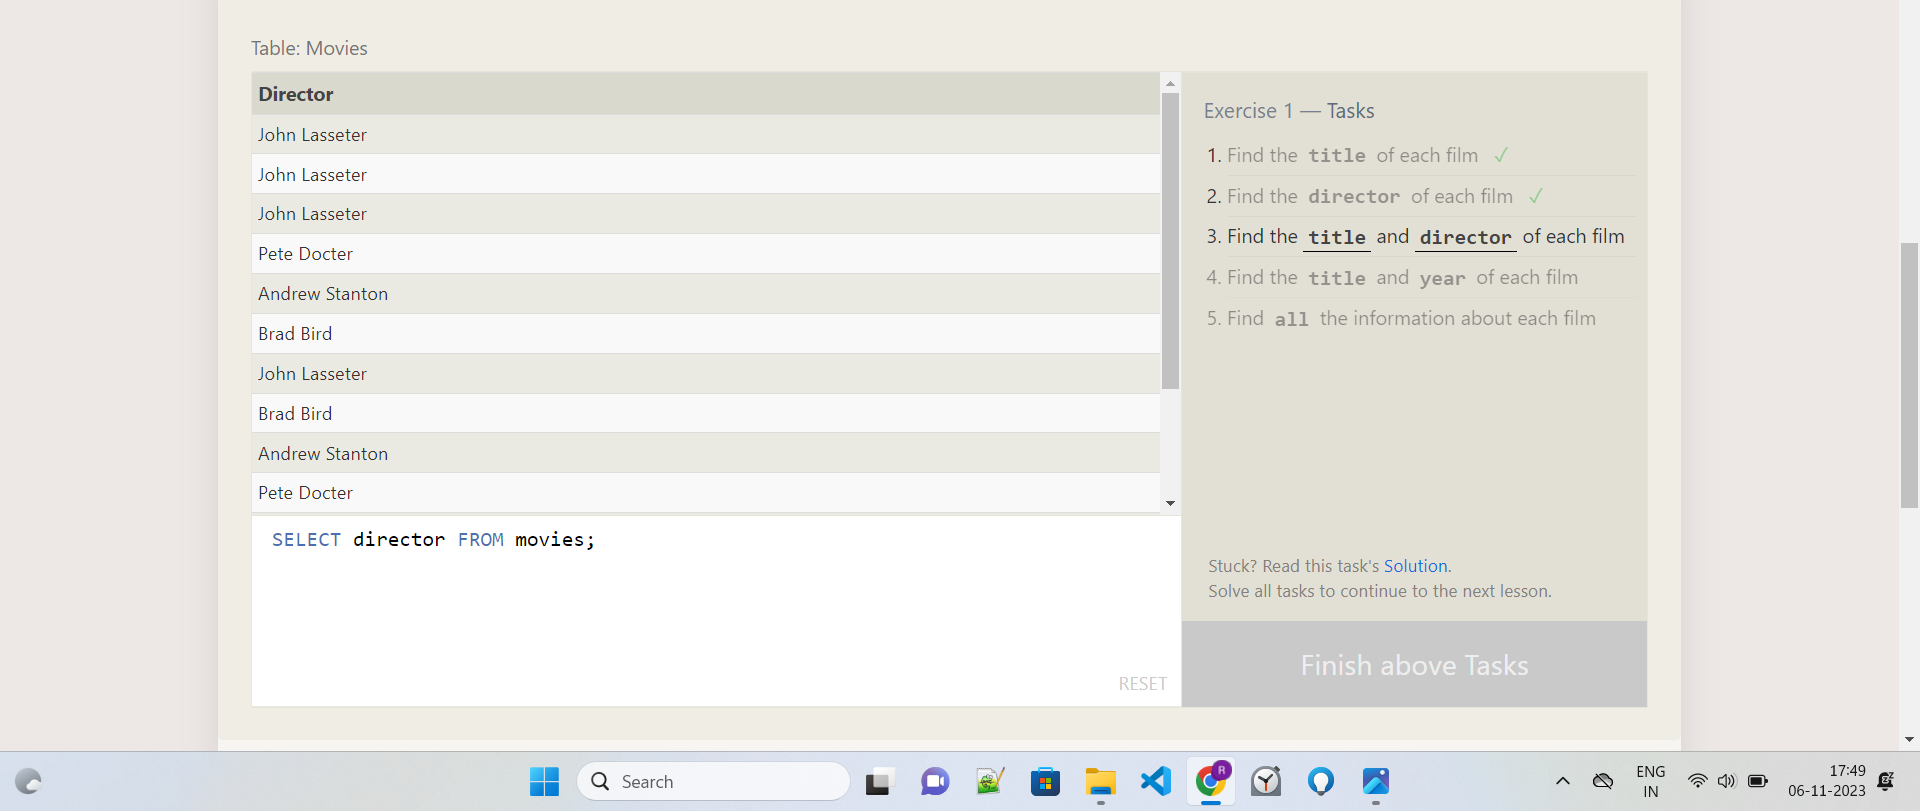 Table: Movies
Director
John Lasseter
John Lasseter
John Lasseter
Pete Docter
Andrew Stanton
Brad Bird
John Lasseter
Brad Bird
Andrew Stanton
Pete Docter
SELECT director FROM movies;
RESET
Exercise 1 — Tasks
1. Find the title of each film ✓
2. Find the director of each film ✓
3. Find the title and director of each film
4. Find the title and year of each film
5. Find all the information about each film
Stuck? Read this task's Solution.
Solve all tasks to continue to the next lesson.
Finish above Tasks
Search
R
ENG
IN
17:49
06-11-2023